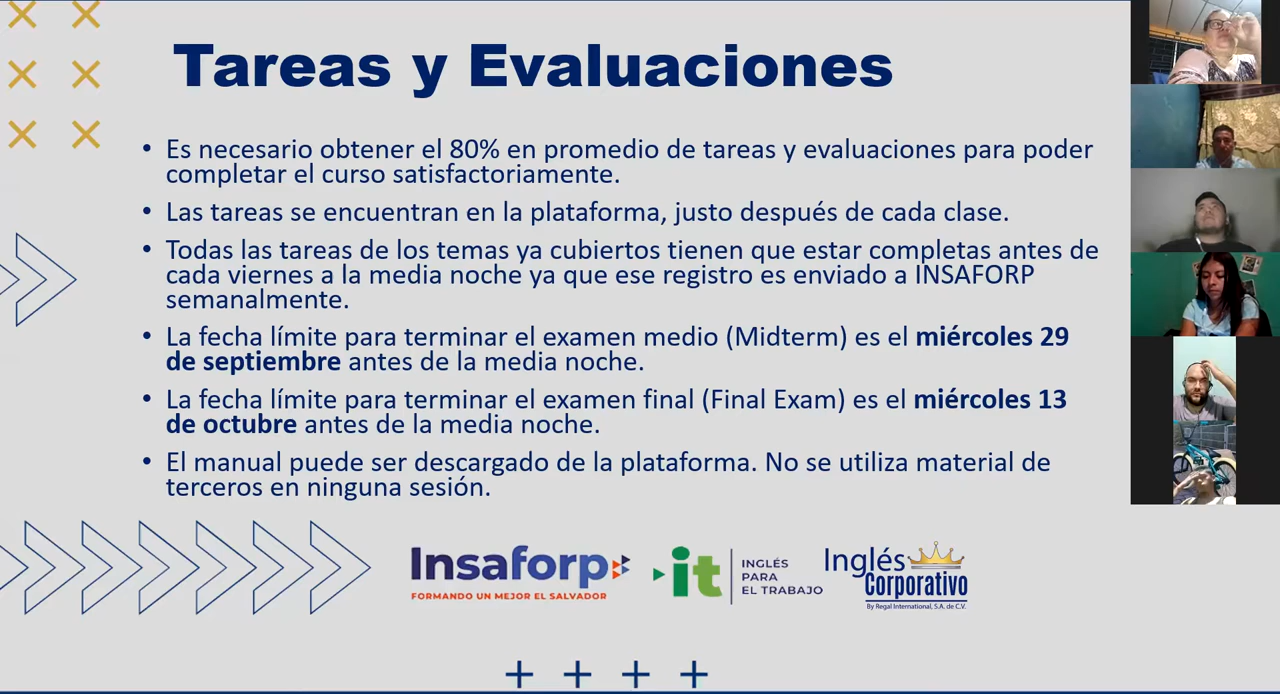 Tareas y Evaluaciones
• Es necesario obtener el 80% en promedio de tareas y evaluaciones para poder
completar el curso satisfactoriamente.
• Las tareas se encuentran en la plataforma, justo después de cada clase.
• Todas las tareas de los temas ya cubiertos tienen que estar completas antes de
cada viernes a la media noche ya que ese registro es enviado a INSAFORP
semanalmente.
• La fecha límite para terminar el examen medio (Midterm) es el miércoles 29
de septiembre antes de la media noche.
• La fecha límite para terminar el examen final (Final Exam) es el miércoles 13
de octubre antes de la media noche.
• El manual puede ser descargado de la plataforma. No se utiliza material de
terceros en ninguna sesión.
Insaforp
FORMANDO UN MEJOR EL SALVADOR
it
INGLÉS
PARA
EL TRABAJO
Inglés
Corporativo
By Regal International, S.A. de C.V.